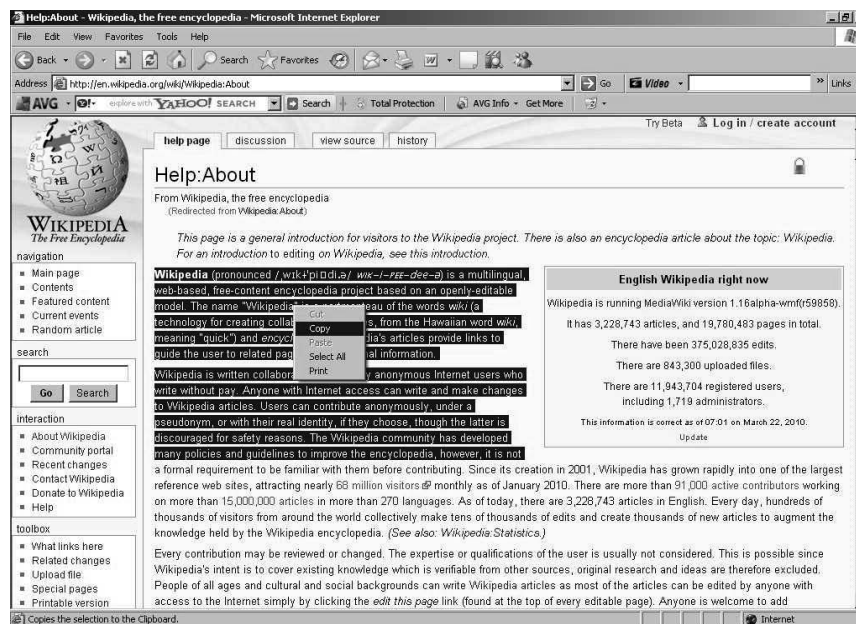 Help:About - Wikipedia, the free encyclopedia - Microsoft Internet Explorer
File Edit View Favorites Tools Help
Back Search Favorites
Address http://en.wikipedia.org/wiki/Wikipedia:About Go Video Links
AVG explore with YAHOO! SEARCH Search Total Protection AVG Info Get More
Try Beta Log in / create account
help page discussion view source history
Help:About
From Wikipedia, the free encyclopedia
(Redirected from Wikipedia:About)
This page is a general introduction for visitors to the Wikipedia project. There is also an encyclopedia article about the topic: Wikipedia.
For an introduction to editing on Wikipedia, see this introduction.
WIKIPEDIA
The Free Encyclopedia
navigation
Main page
Contents
Featured content
Current events
Random article
search
Go Search
interaction
About Wikipedia
Community portal
Recent changes
Contact Wikipedia
Donate to Wikipedia
Help
toolbox
What links here
Related changes
Upload file
Special pages
Printable version
Wikipedia (pronounced WIK-I-PEE-dee-ə) is a multilingual,
web-based, free-content encyclopedia project based on an openly-editable
model. The name "Wikipedia" is a portmanteau of the words wiki (a
technology for creating from the Hawaiian word wiki,
meaning "quick") and articles provide links to
guide the user to related information.
Wikipedia is written anonymous Internet users who
write without pay. Anyone with Internet access can write and make changes
to Wikipedia articles. Users can contribute anonymously, under a
pseudonym, or with their real identity, if they choose, though the latter is
discouraged for safety reasons. The Wikipedia community has developed
many policies and guidelines to improve the encyclopedia, however, it is not
a formal requirement to be familiar with them before contributing. Since its creation in 2001, Wikipedia has grown rapidly into one of the largest
reference web sites, attracting nearly 68 million visitors monthly as of January 2010. There are more than 91,000 active contributors working
on more than 15,000,000 articles in more than 270 languages. As of today, there are 3,228,743 articles in English. Every day, hundreds of
thousands of visitors from around the world collectively make tens of thousands of edits and create thousands of new articles to augment the
knowledge held by the Wikipedia encyclopedia. (See also: Wikipedia:Statistics.)
Every contribution may be reviewed or changed. The expertise or qualifications of the user is usually not considered. This is possible since
Wikipedia's intent is to cover existing knowledge which is verifiable from other sources, original research and ideas are therefore excluded.
People of all ages and cultural and social backgrounds can write Wikipedia articles as most of the articles can be edited by anyone with
access to the Internet simply by clicking the edit this page link (found at the top of every editable page). Anyone is welcome to add
Cut
Copy
Paste
Select All
Print
English Wikipedia right now
Wikipedia is running MediaWiki version 1.16alpha-wmf(r59858).
It has 3,228,743 articles, and 19,780,483 pages in total.
There have been 375,028,835 edits.
There are 843,300 uploaded files.
There are 11,943,704 registered users,
including 1,719 administrators.
This information is correct as of 07:01 on March 22, 2010.
Update
Copies the selection to the Clipboard. Internet